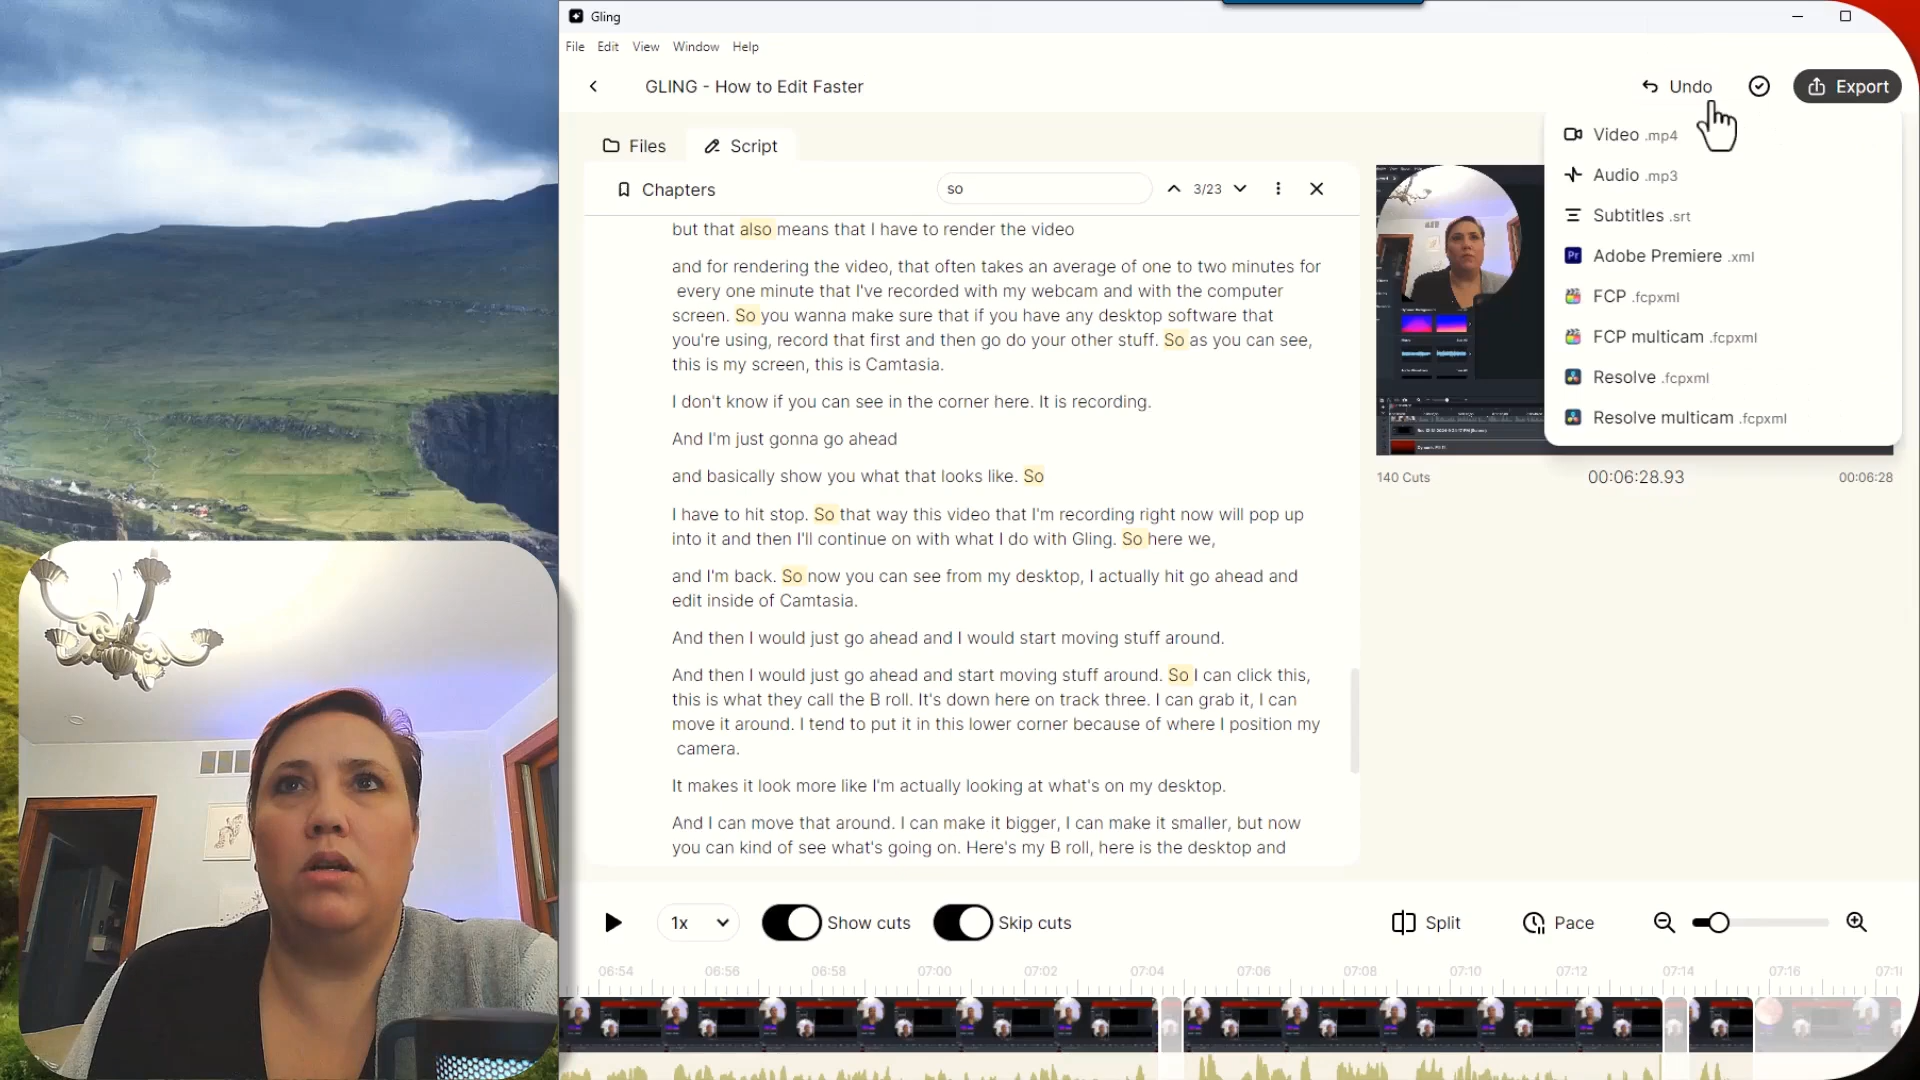 Gling
File Edit View Window Help
GLING - How to Edit Faster
Undo
Export
Files
Script
Chapters
so
3/23
but that also means that I have to render the video
and for rendering the video, that often takes an average of one to two minutes for
every one minute that I've recorded with my webcam and with the computer
screen. So you wanna make sure that if you have any desktop software that
you're using, record that first and then go do your other stuff. So as you can see,
this is my screen, this is Camtasia.
I don't know if you can see in the corner here. It is recording.
And I'm just gonna go ahead
and basically show you what that looks like. So
I have to hit stop. So that way this video that I'm recording right now will pop up
into it and then I'll continue on with what I do with Gling. So here we,
and I'm back. So now you can see from my desktop, I actually hit go ahead and
edit inside of Camtasia.
And then I would just go ahead and I would start moving stuff around.
And then I would just go ahead and start moving stuff around. So I can click this,
this is what they call the B roll. It's down here on track three. I can grab it, I can
move it around. I tend to put it in this lower corner because of where I position my
camera.
It makes it look more like I'm actually looking at what's on my desktop.
And I can move that around. I can make it bigger, I can make it smaller, but now
you can kind of see what's going on. Here's my B roll, here is the desktop and
Video .mp4
Audio .mp3
Subtitles .srt
Pr Adobe Premiere .xml
FCP .fcpxml
FCP multicam .fcpxml
Resolve .fcpxml
Resolve multicam .fcpxml
140 Cuts
00:06:28.93
00:06:28
1x
Show cuts
Skip cuts
Split
Pace
06:54 06:56 06:58 07:00 07:02 07:04 07:06 07:08 07:10 07:12 07:14 07:16